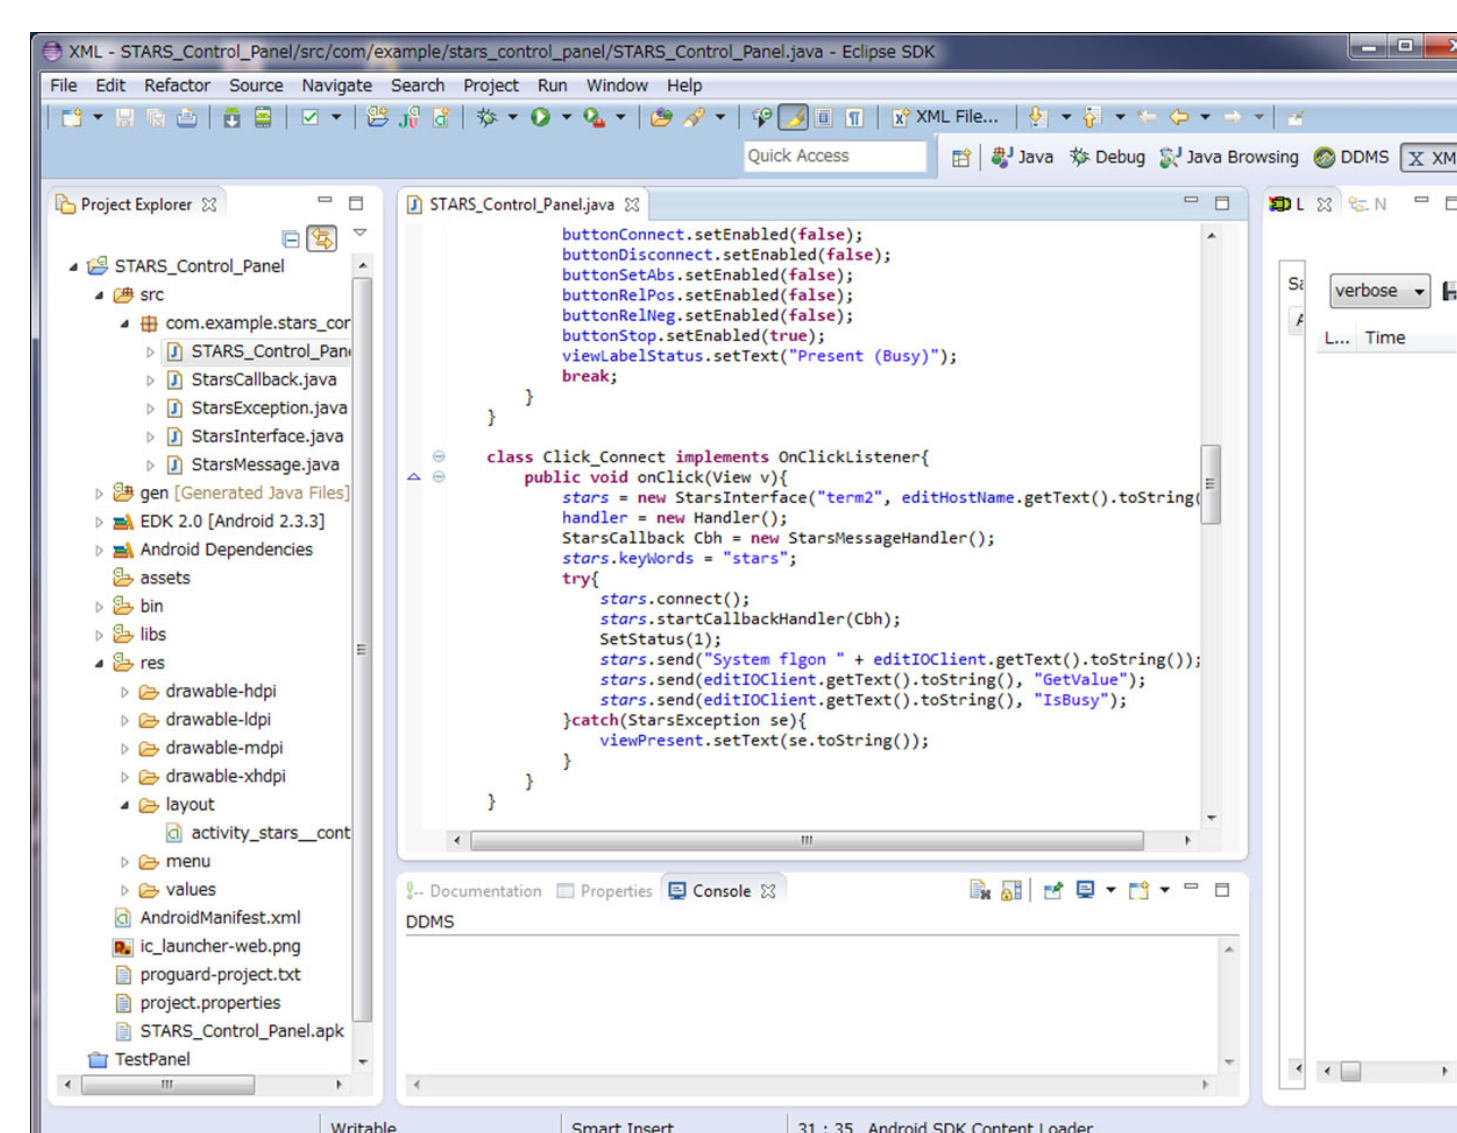 XML - STARS_Control_Panel/src/com/example/stars_control_panel/STARS_Control_Panel.java - Eclipse SDK
File Edit Refactor Source Navigate Search Project Run Window Help
XML File...
Quick Access
Java Debug Java Browsing DDMS XM
Project Explorer
STARS_Control_Panel
src
com.example.stars_cor
STARS_Control_Pan
StarsCallback.java
StarsException.java
StarsInterface.java
StarsMessage.java
gen [Generated Java Files]
EDK 2.0 [Android 2.3.3]
Android Dependencies
assets
bin
libs
res
drawable-hdpi
drawable-ldpi
drawable-mdpi
drawable-xhdpi
layout
activity_stars__cont
menu
values
AndroidManifest.xml
ic_launcher-web.png
proguard-project.txt
project.properties
STARS_Control_Panel.apk
TestPanel
STARS_Control_Panel.java
buttonConnect.setEnabled(false);
buttonDisconnect.setEnabled(false);
buttonSetAbs.setEnabled(false);
buttonRelPos.setEnabled(false);
buttonRelNeg.setEnabled(false);
buttonStop.setEnabled(true);
viewLabelStatus.setText("Present (Busy)");
break;
}
}
class Click_Connect implements OnClickListener{
public void onClick(View v){
stars = new StarsInterface("term2", editHostName.getText().toString(
handler = new Handler();
StarsCallback Cbh = new StarsMessageHandler();
stars.keyWords = "stars";
try{
stars.connect();
stars.startCallbackHandler(Cbh);
SetStatus(1);
stars.send("System flgon " + editIOClient.getText().toString());
stars.send(editIOClient.getText().toString(), "GetValue");
stars.send(editIOClient.getText().toString(), "IsBusy");
}catch(StarsException se){
viewPresent.setText(se.toString());
}
}
}
Documentation Properties Console
DDMS
L N
Sa
verbose
A
L... Time
Writable Smart Insert 31 : 35 Android SDK Content Loader